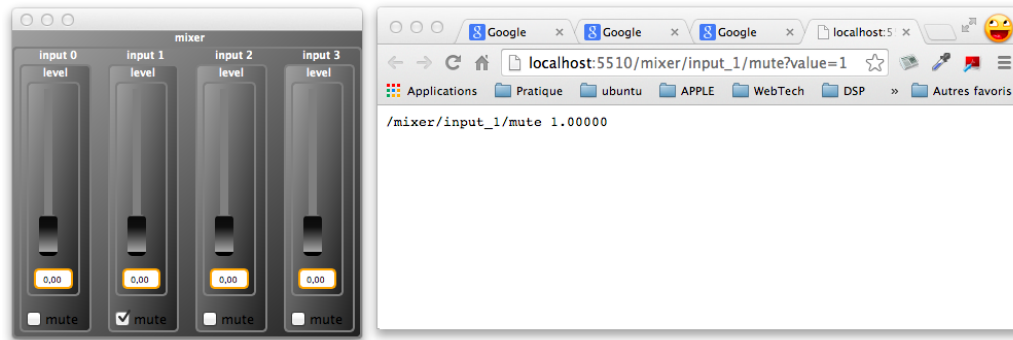 mixer
input 0 input 1 input 2 input 3
level level level level
0,00 0,00 0,00 0,00
mute mute mute mute
Google Google Google localhost:5
localhost:5510/mixer/input_1/mute?value=1
Applications Pratique ubuntu APPLE WebTech DSP » Autres favoris
/mixer/input_1/mute 1.00000